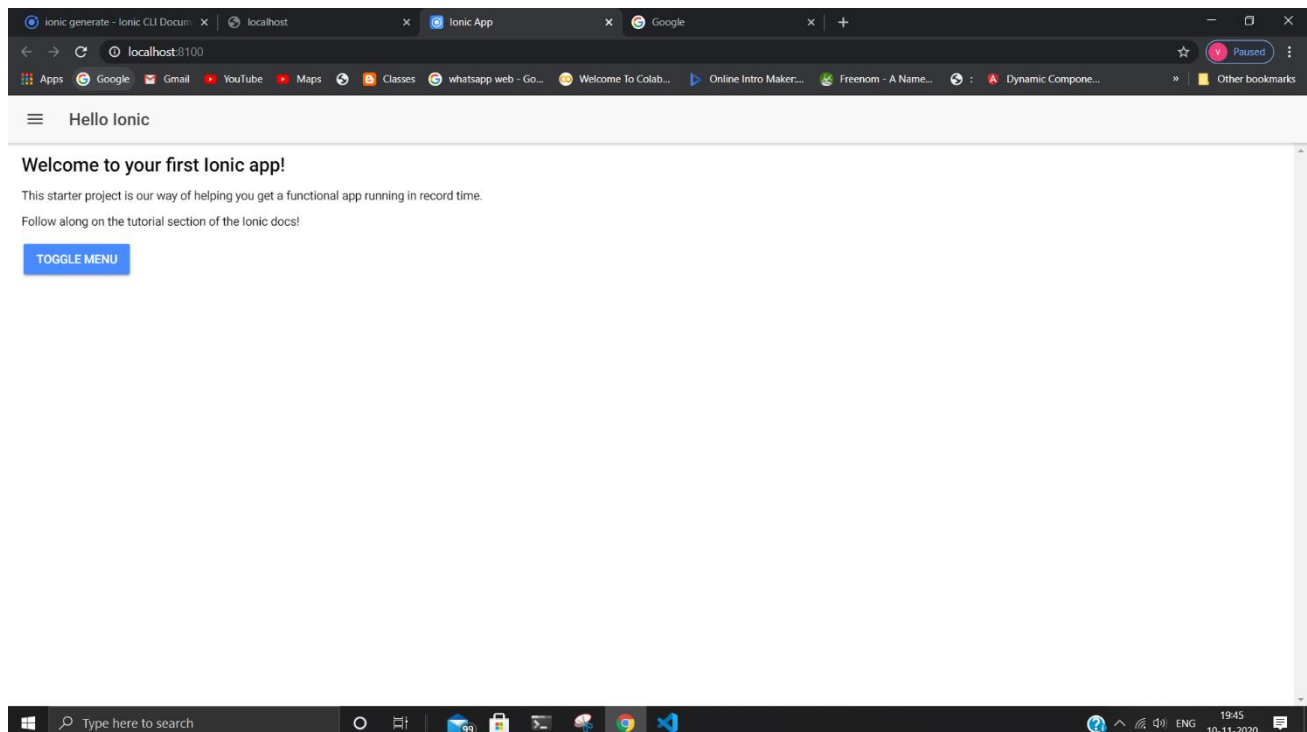 ionic generate - Ionic CLI Docum localhost Ionic App Google
localhost:8100 V Paused
Apps Google Gmail YouTube Maps Classes whatsapp web - Go... Welcome To Colab... Online Intro Maker:... Freenom - A Name... : Dynamic Compone... » Other bookmarks
Hello Ionic
Welcome to your first Ionic app!
This starter project is our way of helping you get a functional app running in record time.
Follow along on the tutorial section of the Ionic docs!
TOGGLE MENU
Type here to search 99 ENG 19:45
10-11-2020